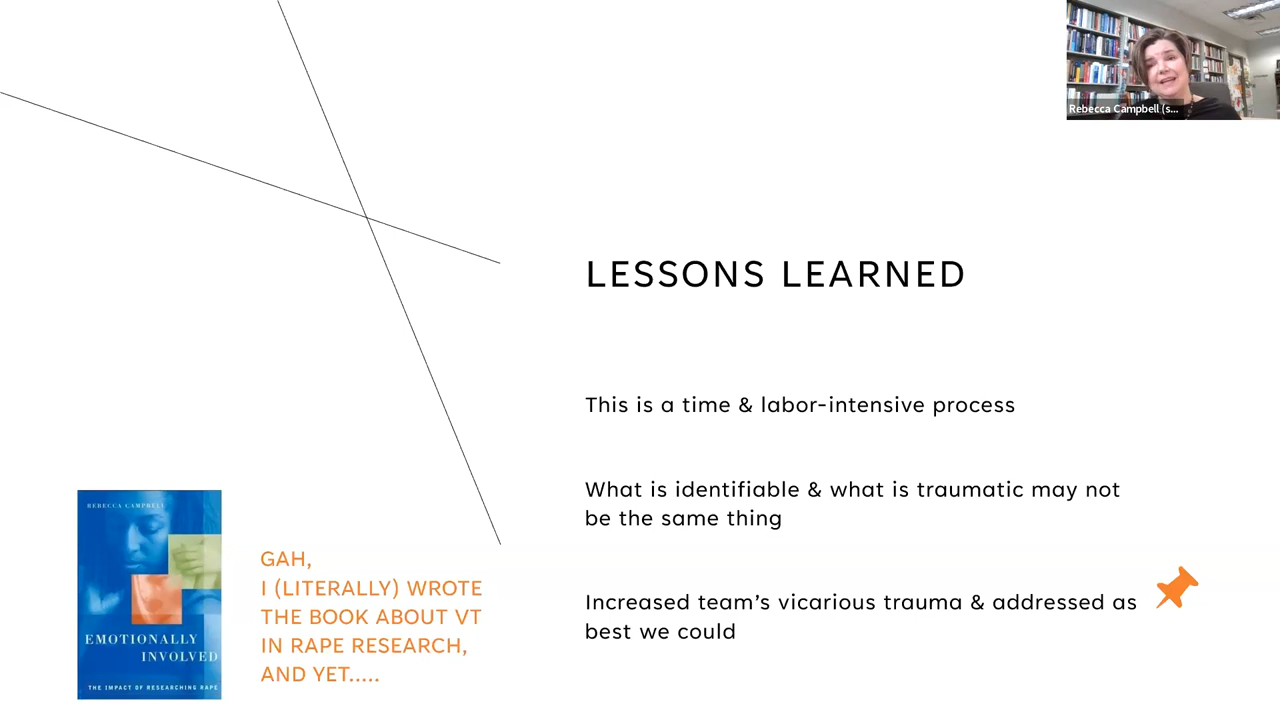 Rebecca Campbell (s...
LESSONS LEARNED
This is a time & labor-intensive process
What is identifiable & what is traumatic may not
be the same thing
Increased team's vicarious trauma & addressed as
best we could
REBECCA CAMPBELL
EMOTIONALLY
INVOLVED
THE IMPACT OF RESEARCHING RAPE
GAH,
I (LITERALLY) WROTE
THE BOOK ABOUT VT
IN RAPE RESEARCH,
AND YET.....